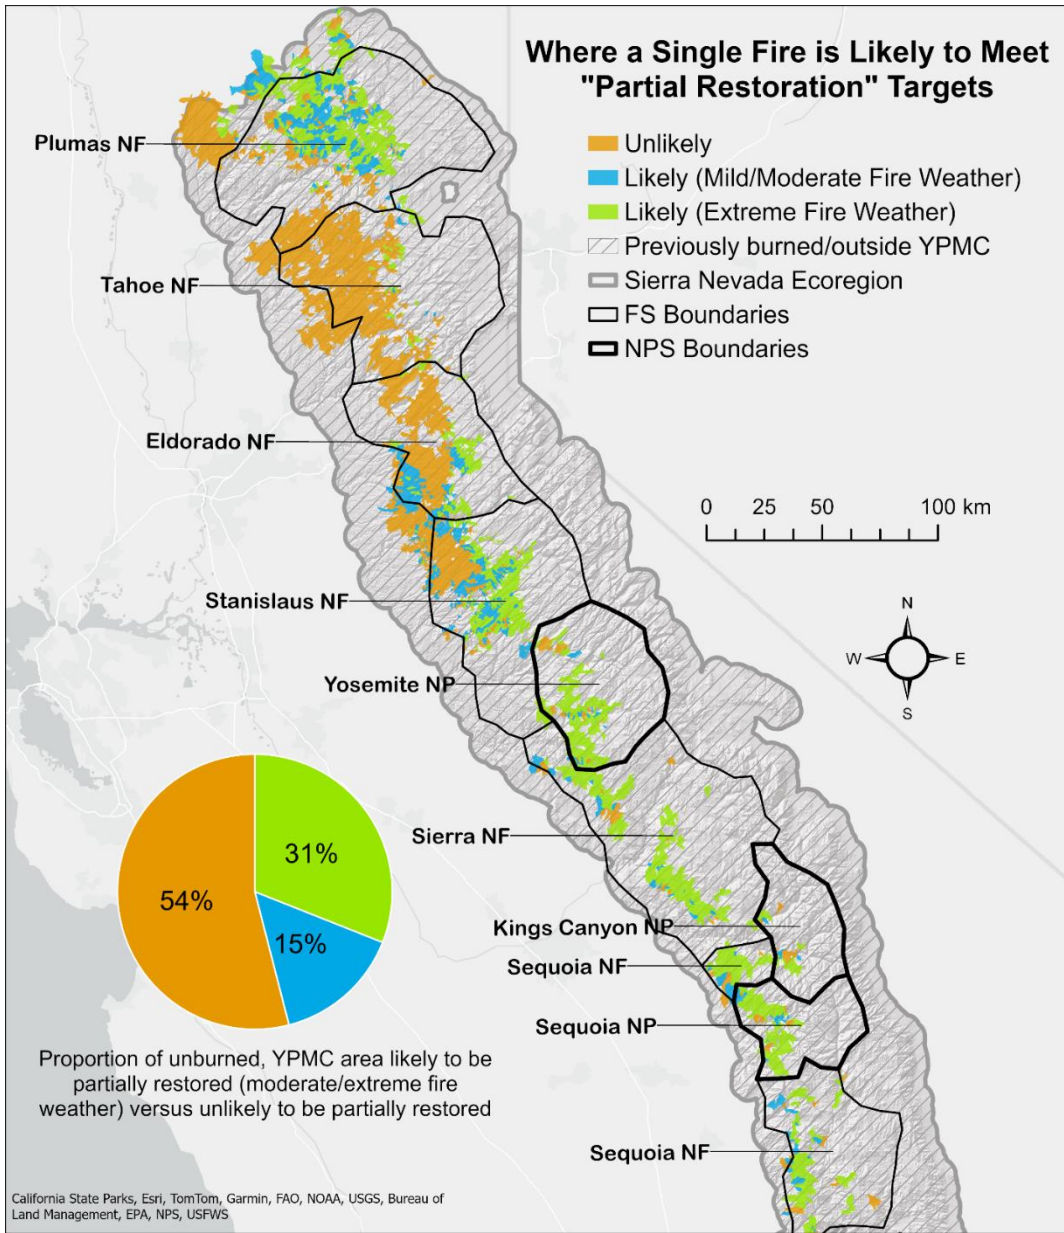 Where a Single Fire is Likely to Meet
"Partial Restoration" Targets
Unlikely
Likely (Mild/Moderate Fire Weather)
Likely (Extreme Fire Weather)
Previously burned/outside YPMC
Sierra Nevada Ecoregion
FS Boundaries
NPS Boundaries
Plumas NF
Tahoe NF
Eldorado NF
0 25 50 100 km
Stanislaus NF
N
W E
S
Yosemite NP
Sierra NF
Kings Canyon NP
Sequoia NF
Sequoia NP
Sequoia NF
31%
54%
15%
Proportion of unburned, YPMC area likely to be
partially restored (moderate/extreme fire
weather) versus unlikely to be partially restored
California State Parks, Esri, TomTom, Garmin, FAO, NOAA, USGS, Bureau of
Land Management, EPA, NPS, USFWS